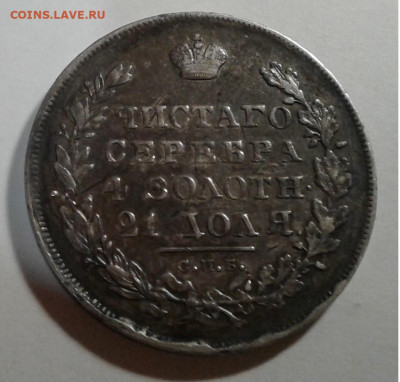 COINS.LAVE.RU
ЧИСТАГО
СЕРЕБРА
4 ЗОЛОТН.
21 ДОЛЯ.
С.П.Б.